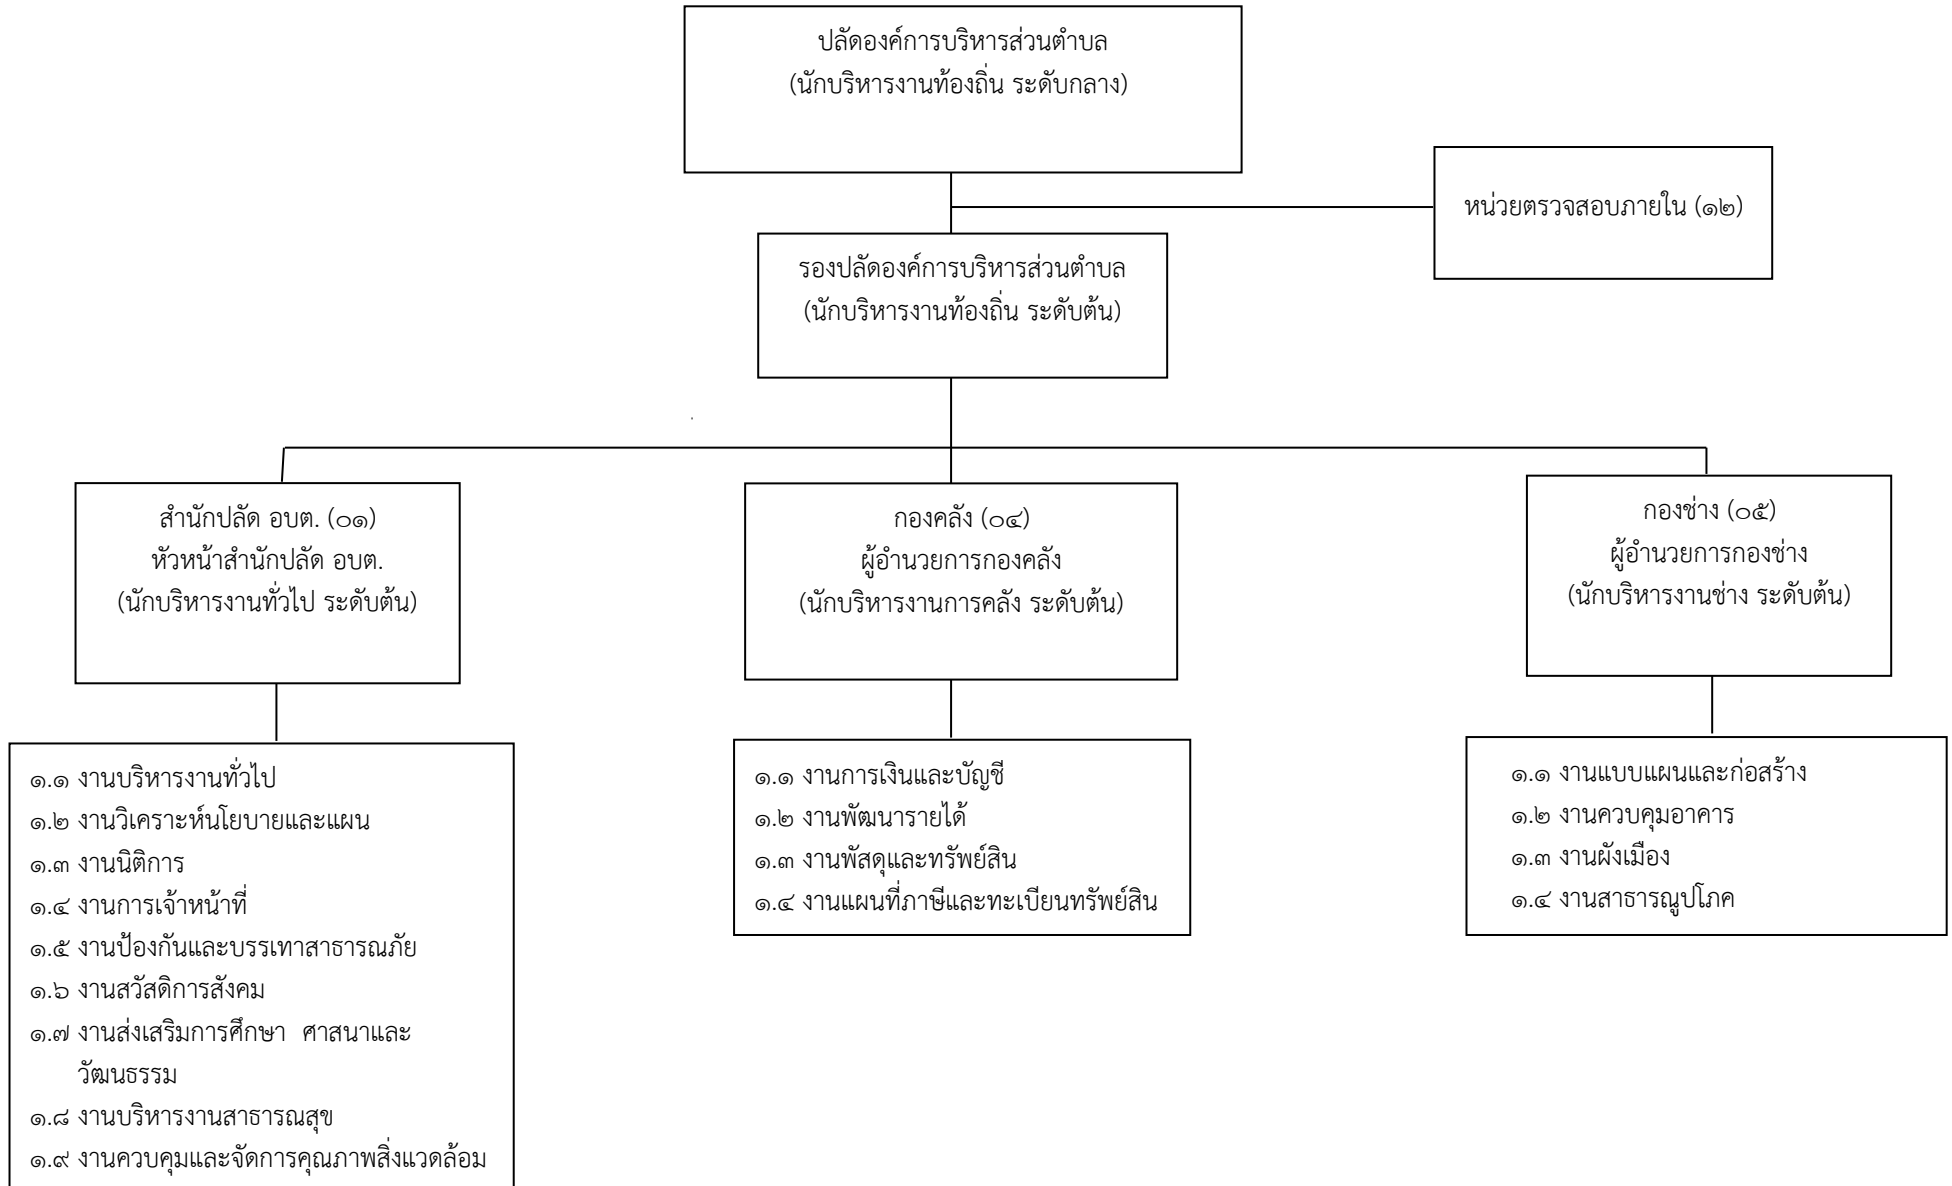 ปลัดองค์การบริหารส่วนตำบล
(นักบริหารงานท้องถิ่น ระดับกลาง)
หน่วยตรวจสอบภายใน (๑๒)
รองปลัดองค์การบริหารส่วนตำบล
(นักบริหารงานท้องถิ่น ระดับต้น)
สำนักปลัด อบต. (๐๑)
หัวหน้าสำนักปลัด อบต.
(นักบริหารงานทั่วไป ระดับต้น)
กองคลัง (๐๔)
ผู้อำนวยการกองคลัง
(นักบริหารงานการคลัง ระดับต้น)
กองช่าง (๐๕)
ผู้อำนวยการกองช่าง
(นักบริหารงานช่าง ระดับต้น)
๑.๑ งานบริหารงานทั่วไป
๑.๒ งานวิเคราะห์นโยบายและแผน
๑.๓ งานนิติการ
๑.๔ งานการเจ้าหน้าที่
๑.๕ งานป้องกันและบรรเทาสาธารณภัย
๑.๖ งานสวัสดิการสังคม
๑.๗ งานส่งเสริมการศึกษา  ศาสนาและ
วัฒนธรรม
๑.๘ งานบริหารงานสาธารณสุข
๑.๙ งานควบคุมและจัดการคุณภาพสิ่งแวดล้อม
๑.๑ งานการเงินและบัญชี
๑.๒ งานพัฒนารายได้
๑.๓ งานพัสดุและทรัพย์สิน
๑.๔ งานแผนที่ภาษีและทะเบียนทรัพย์สิน
๑.๑ งานแบบแผนและก่อสร้าง
๑.๒ งานควบคุมอาคาร
๑.๓ งานผังเมือง
๑.๔ งานสาธารณูปโภค